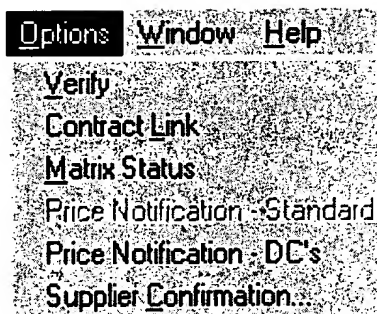 Options Window Help
Verify
Contract Link
Matrix Status
Price Notification - Standard
Price Notification - DC's
Supplier Confirmation...